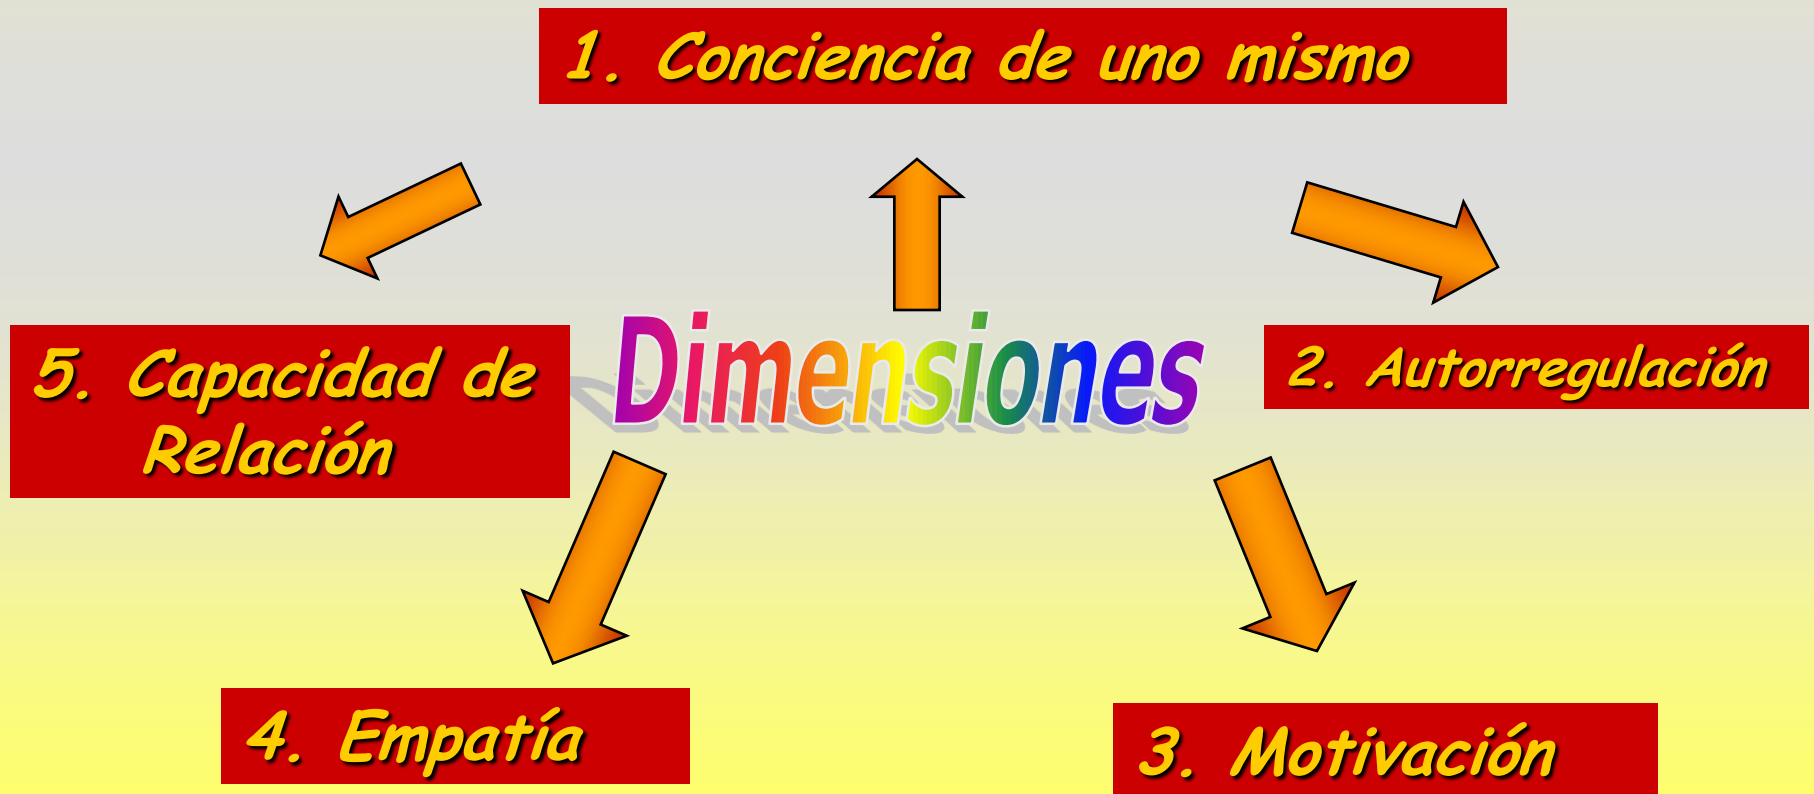 1. Conciencia de uno mismo
Dimensiones
2. Autorregulación
3. Motivación
4. Empatía
5. Capacidad de
Relación